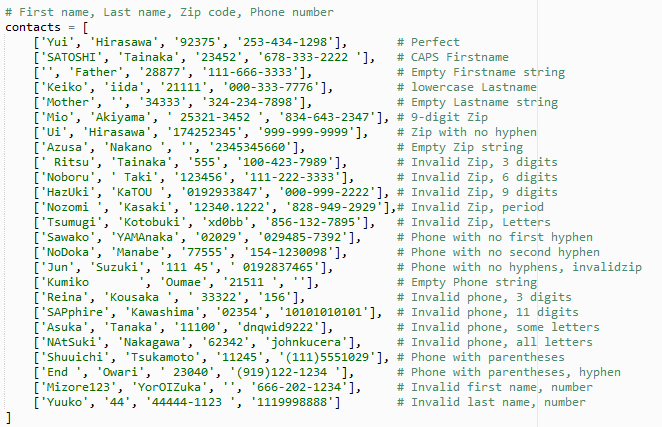 # First name, Last name, Zip code, Phone number
contacts = [
['Yui', 'Hirasawa', '92375', '253-434-1298'], # Perfect
['SATOSHI', 'Tainaka', '23452', '678-333-2222 '], # CAPS Firstname
['', 'Father', '28877', '111-666-3333'], # Empty Firstname string
['Keiko', 'iida', '21111', '000-333-7776'], # lowercase Lastname
['Mother', '', '34333', '324-234-7898'], # Empty Lastname string
['Mio', 'Akiyama', ' 25321-3452 ', '834-643-2347'], # 9-digit Zip
['Ui', 'Hirasawa', '174252345', '999-999-9999'], # Zip with no hyphen
['Azusa', 'Nakano ', '', '2345345660'], # Empty Zip string
[' Ritsu', 'Tainaka', '555', '100-423-7989'], # Invalid Zip, 3 digits
['Noboru', ' Taki', '123456', '111-222-3333'], # Invalid Zip, 6 digits
['HazUki', 'KaTOU ', '0192933847', '000-999-2222'], # Invalid Zip, 9 digits
['Nozomi ', 'Kasaki', '12340.1222', '828-949-2929'],# Invalid Zip, period
['Tsumugi', 'Kotobuki', 'xd0bb', '856-132-7895'], # Invalid Zip, Letters
['Sawako', 'YAMAnaka', '02029', '029485-7392'], # Phone with no first hyphen
['NoDoka', 'Manabe', '77555', '154-1230098'], # Phone with no second hyphen
['Jun', 'Suzuki', '111 45', ' 0192837465'], # Phone with no hyphens, invalidzip
['Kumiko       ', 'Oumae', '21511 ', ''], # Empty Phone string
['Reina', 'Kousaka ', ' 33322', '156'], # Invalid phone, 3 digits
['SAPphire', 'Kawashima', '02354', '10101010101'], # Invalid phone, 11 digits
['Asuka', 'Tanaka', '11100', 'dnqwid9222'], # Invalid phone, some letters
['NAtSuki', 'Nakagawa', '62342', 'johnkucera'], # Invalid phone, all letters
['Shuuichi', 'Tsukamoto', '11245', '(111)5551029'], # Phone with parentheses
['End ', 'Owari', ' 23040', '(919)122-1234 '], # Phone with parentheses, hyphen
['Mizore123', 'YorOIZuka', '', '666-202-1234'], # Invalid first name, number
['Yuuko', '44', '44444-1123 ', '1119998888'] # Invalid last name, number
]